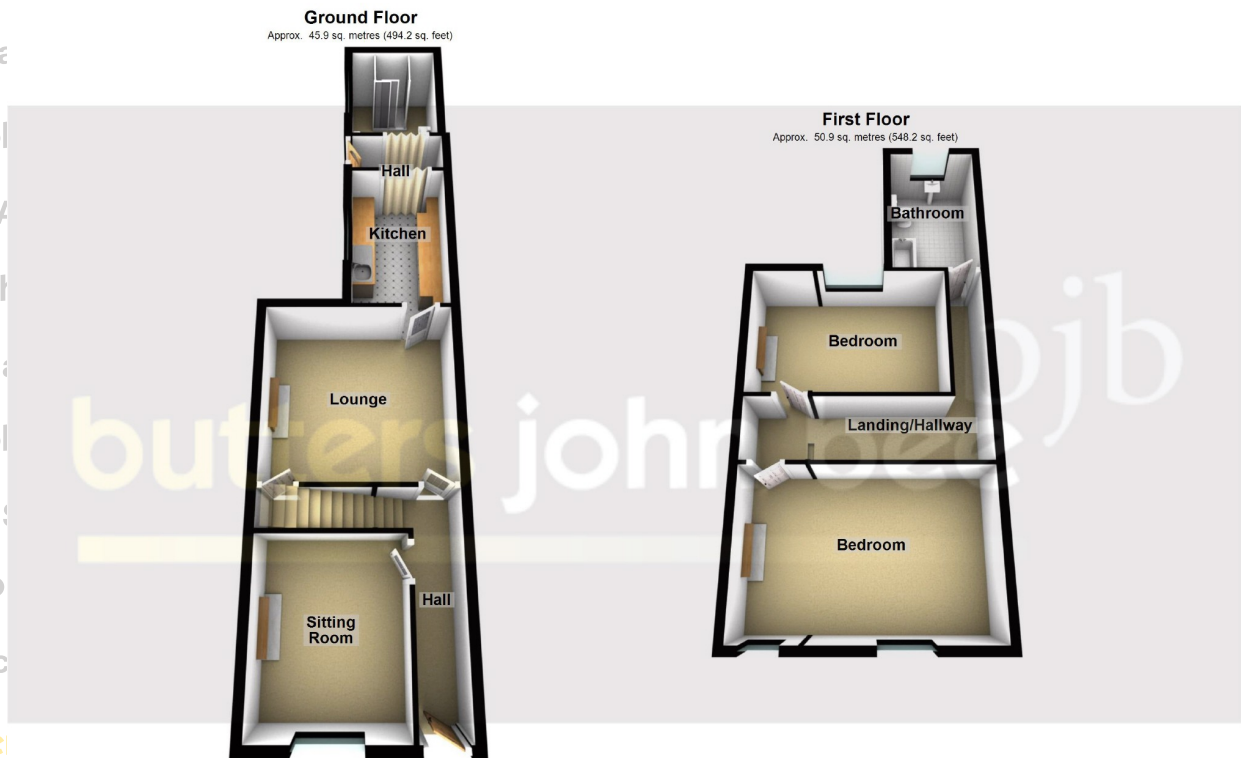 Ground Floor
Approx. 45.9 sq. metres (494.2 sq. feet)
Hall
Kitchen
Lounge
Hall
Sitting
Room
First Floor
Approx. 50.9 sq. metres (548.2 sq. feet)
Bathroom
Bedroom
Landing/Hallway
Bedroom
bjb
butters john bee